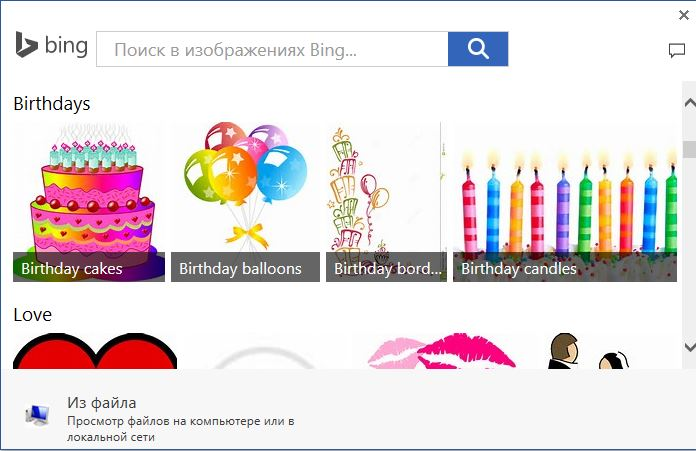 bing
Поиск в изображениях Bing...
Birthdays
Birthday cakes
Birthday balloons
Birthday bord...
Birthday candles
Love
Из файла
Просмотр файлов на компьютере или в
локальной сети